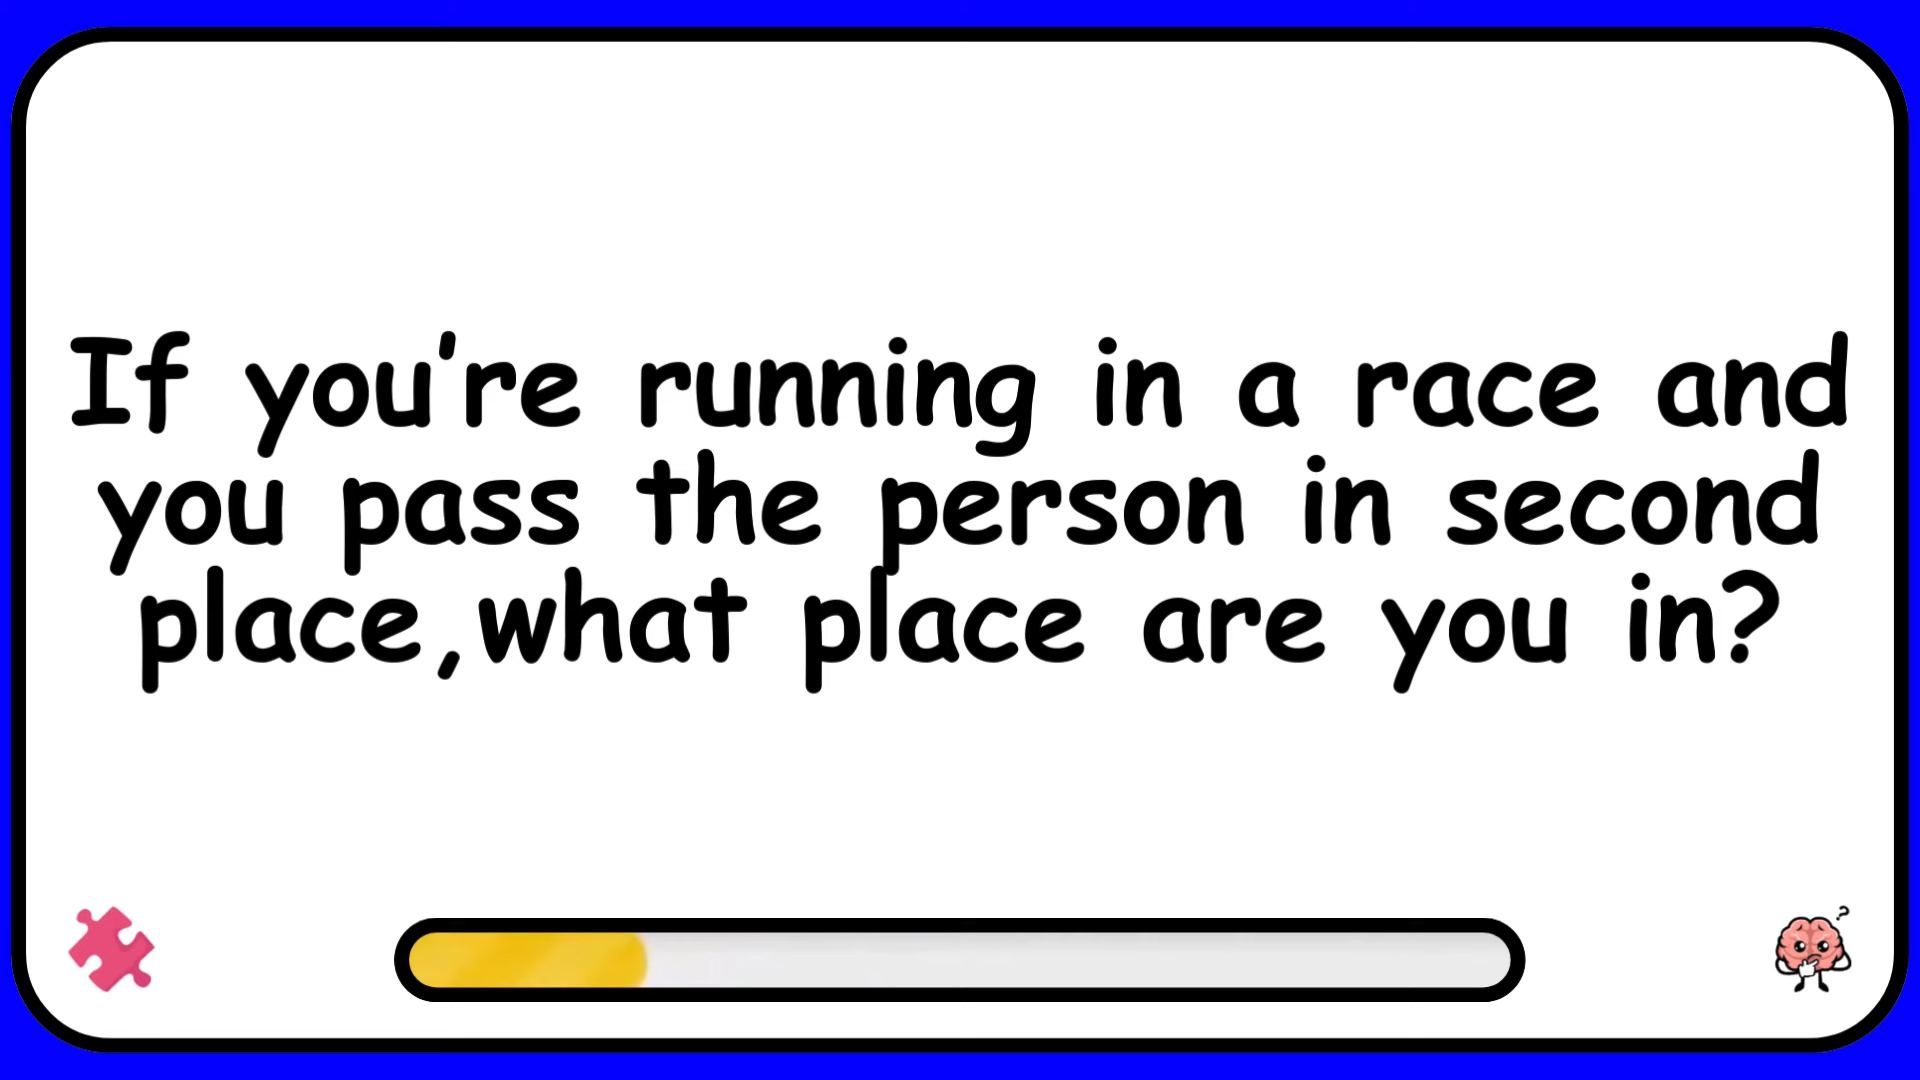 If you're running in a race and
you pass the person in second
place,what place are you in?
?